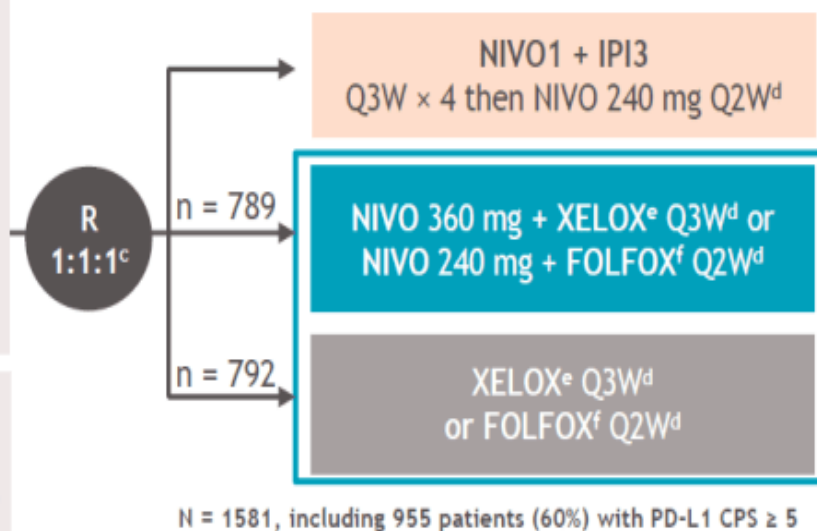 NIVO1 + IPI3
Q3W × 4 then NIVO 240 mg Q2Wᵈ
R
1:1:1ᶜ
n = 789
NIVO 360 mg + XELOXᵉ Q3Wᵈ or
NIVO 240 mg + FOLFOXᶠ Q2Wᵈ
n = 792
XELOXᵉ Q3Wᵈ
or FOLFOXᶠ Q2Wᵈ
N = 1581, including 955 patients (60%) with PD-L1 CPS ≥ 5